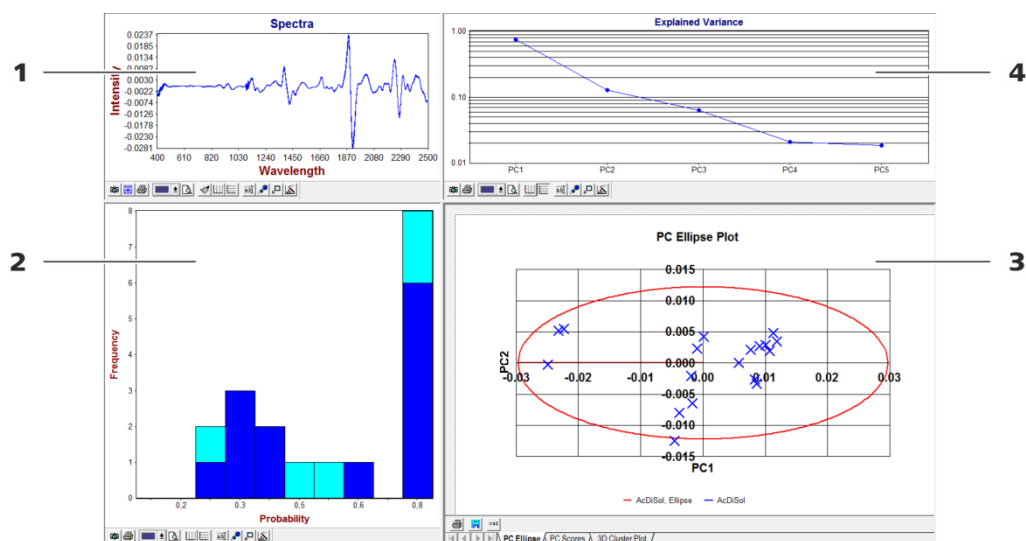 Spectra
0.0237
0.0185
0.0134
0.0082
0.0030
-0.0022
-0.0074
-0.0126
-0.0178
-0.0230
-0.0281
Intensity
400 610 820 1030 1240 1450 1660 1870 2080 2290 2500
Wavelength
1
Explained Variance
1.00
0.10
0.01
PC1 PC2 PC3 PC4 PC5
4
8
7
6
5
4
3
2
1
0
Frequency
0,2 0,3 0,5 0,6 0,8
Probability
2
PC Ellipse Plot
0.015
0.010
0.005
0.000
-0.005
-0.010
-0.015
PC2
-0.03 -0.02 -0.01 0.00 0.01 0.02 0.03
PC1
AcDiSol, Ellipse AcDiSol
3
PC Ellipse PC Scores 3D Cluster Plot